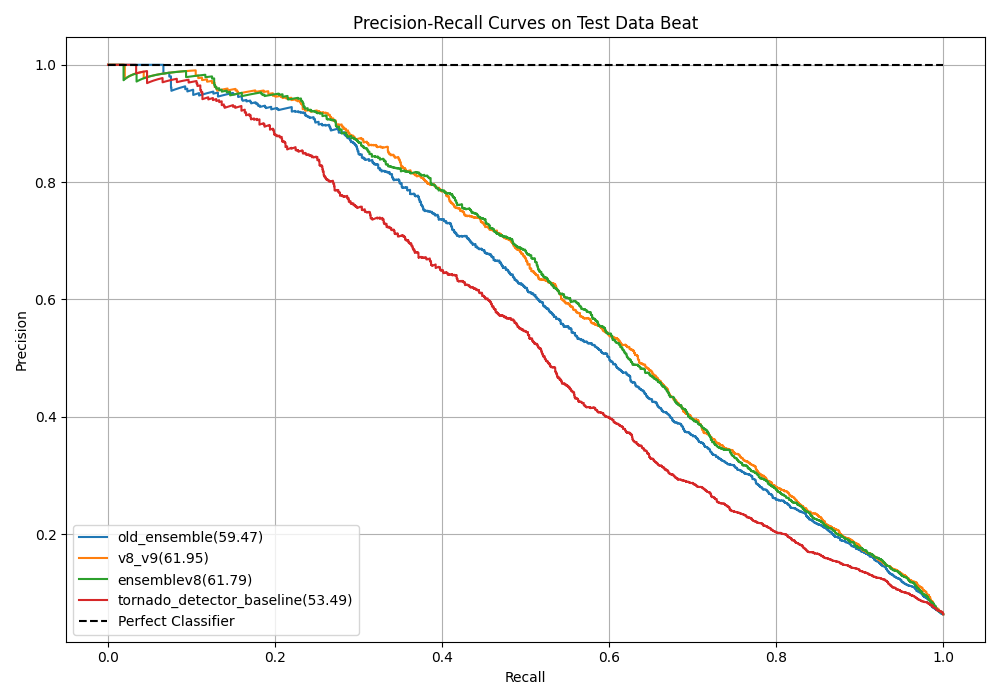 Precision-Recall Curves on Test Data Beat
1.0
0.8
0.6
0.4
0.2
Precision
old_ensemble(59.47)
v8_v9(61.95)
ensemblev8(61.79)
tornado_detector_baseline(53.49)
Perfect Classifier
0.0 0.2 0.4 0.6 0.8 1.0
Recall